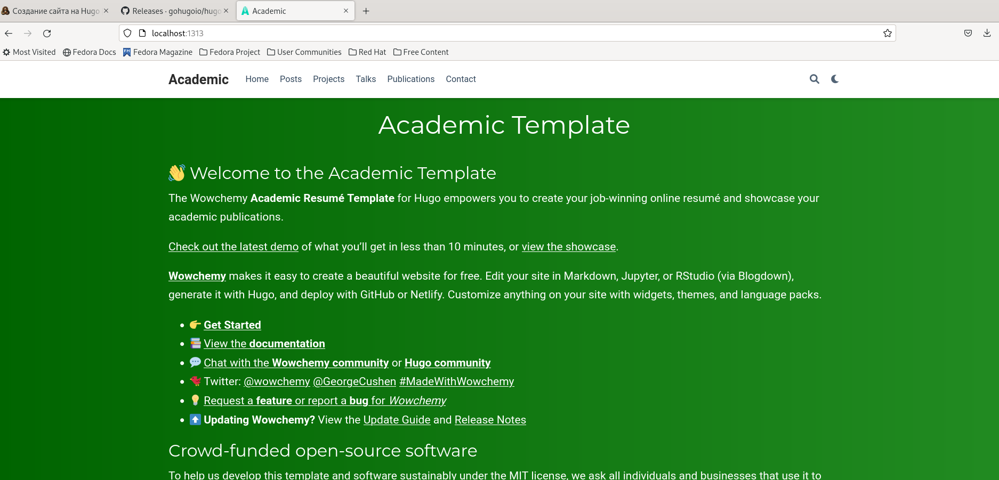 Создание сайта на Hugo
Releases · gohugoio/hugo
Academic
localhost:1313
Most Visited
Fedora Docs
FM
Fedora Magazine
Fedora Project
User Communities
Red Hat
Free Content
Academic
Home
Posts
Projects
Talks
Publications
Contact
Academic Template
👋 Welcome to the Academic Template
The Wowchemy Academic Resumé Template for Hugo empowers you to create your job-winning online resumé and showcase your
academic publications.
Check out the latest demo of what you’ll get in less than 10 minutes, or view the showcase.
Wowchemy makes it easy to create a beautiful website for free. Edit your site in Markdown, Jupyter, or RStudio (via Blogdown),
generate it with Hugo, and deploy with GitHub or Netlify. Customize anything on your site with widgets, themes, and language packs.
• 👉 Get Started
• 📚 View the documentation
• 💬 Chat with the Wowchemy community or Hugo community
• 🐦 Twitter: @wowchemy @GeorgeCushen #MadeWithWowchemy
• 💡 Request a feature or report a bug for Wowchemy
• ⬆️ Updating Wowchemy? View the Update Guide and Release Notes
Crowd-funded open-source software
To help us develop this template and software sustainably under the MIT license, we ask all individuals and businesses that use it to